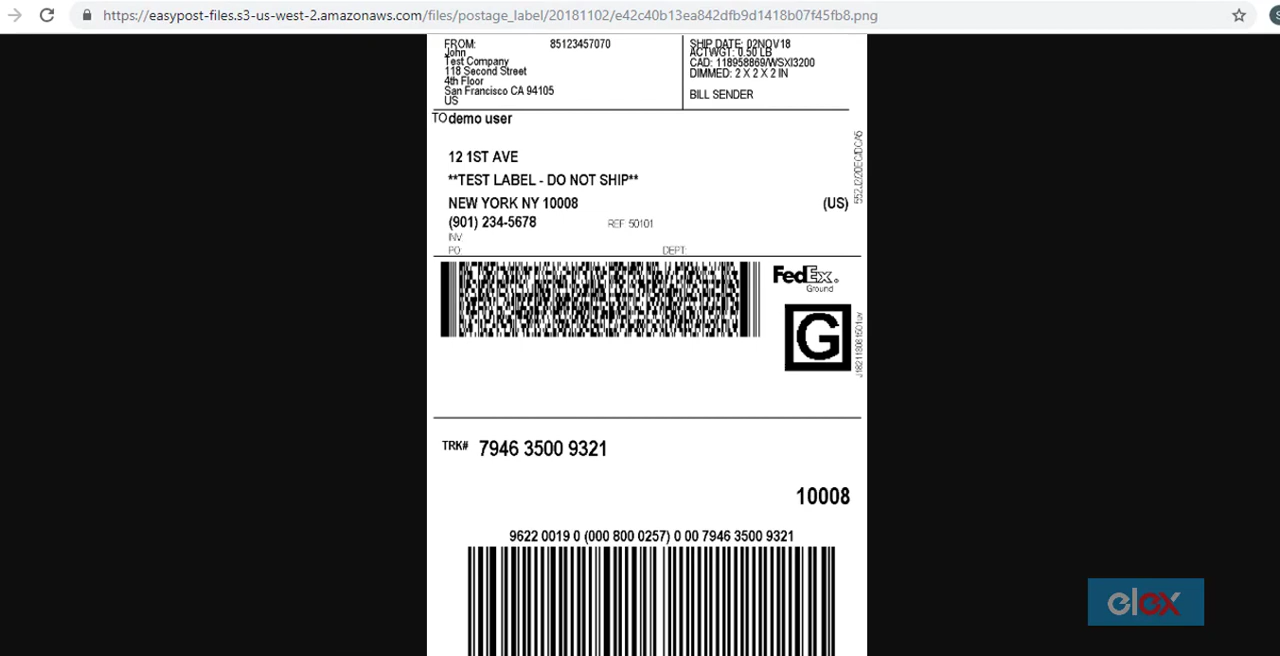 https://easypost-files.s3-us-west-2.amazonaws.com/files/postage_label/20181102/e42c40b13ea842dfb9d1418b07f45fb8.png
FROM: 85123457070
John
Test Company
118 Second Street
4th Floor
San Francisco CA 94105
US
SHIP DATE: 02NOV18
ACTWGT: 0.50 LB
CAD: 118958869/WSXI3200
DIMMED: 2 X 2 X 2 IN
BILL SENDER
TO demo user
12 1ST AVE
**TEST LABEL - DO NOT SHIP**
NEW YORK NY 10008 (US)
(901) 234-5678 REF: 50101
INV:
PO: DEPT:
FedEx®
Ground
G
TRK# 7946 3500 9321
10008
9622 0019 0 (000 800 0257) 0 00 7946 3500 9321
elex